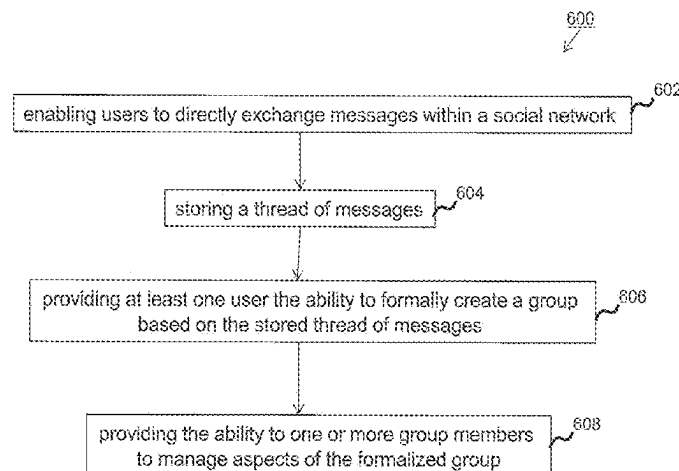 600
enabling users to directly exchange messages within a social network
602
storing a thread of messages
604
providing at least one user the ability to formally create a group
based on the stored thread of messages
606
providing the ability to one or more group members
to manage aspects of the formalized group
608